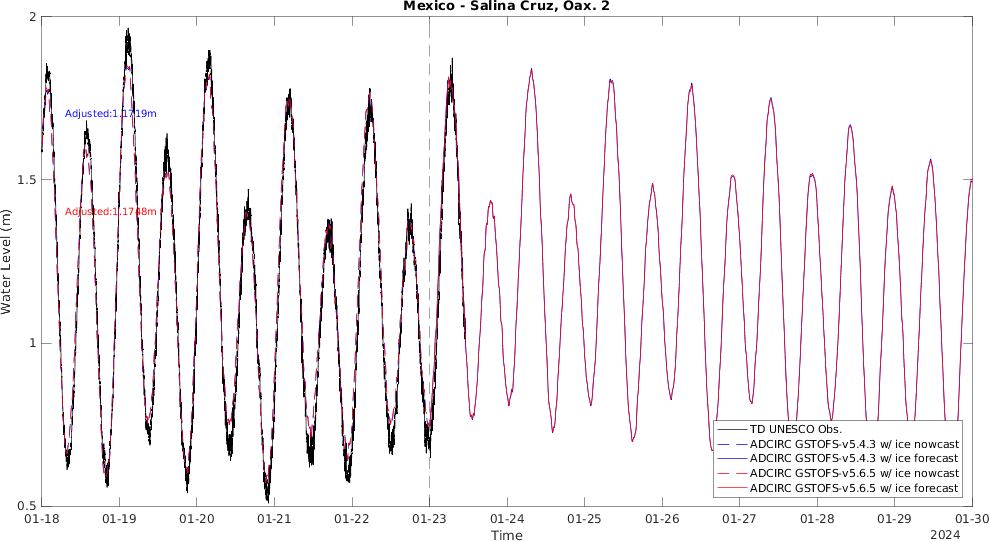 Mexico - Salina Cruz, Oax. 2
Water Level (m)
2
1.5
1
0.5
Adjusted:1.1719m
Adjusted:1.1748m
TD UNESCO Obs.
ADCIRC GSTOFS-v5.4.3 w/ ice nowcast
ADCIRC GSTOFS-v5.4.3 w/ ice forecast
ADCIRC GSTOFS-v5.6.5 w/ ice nowcast
ADCIRC GSTOFS-v5.6.5 w/ ice forecast
01-18 01-19 01-20 01-21 01-22 01-23 01-24 01-25 01-26 01-27 01-28 01-29 01-30
Time
2024